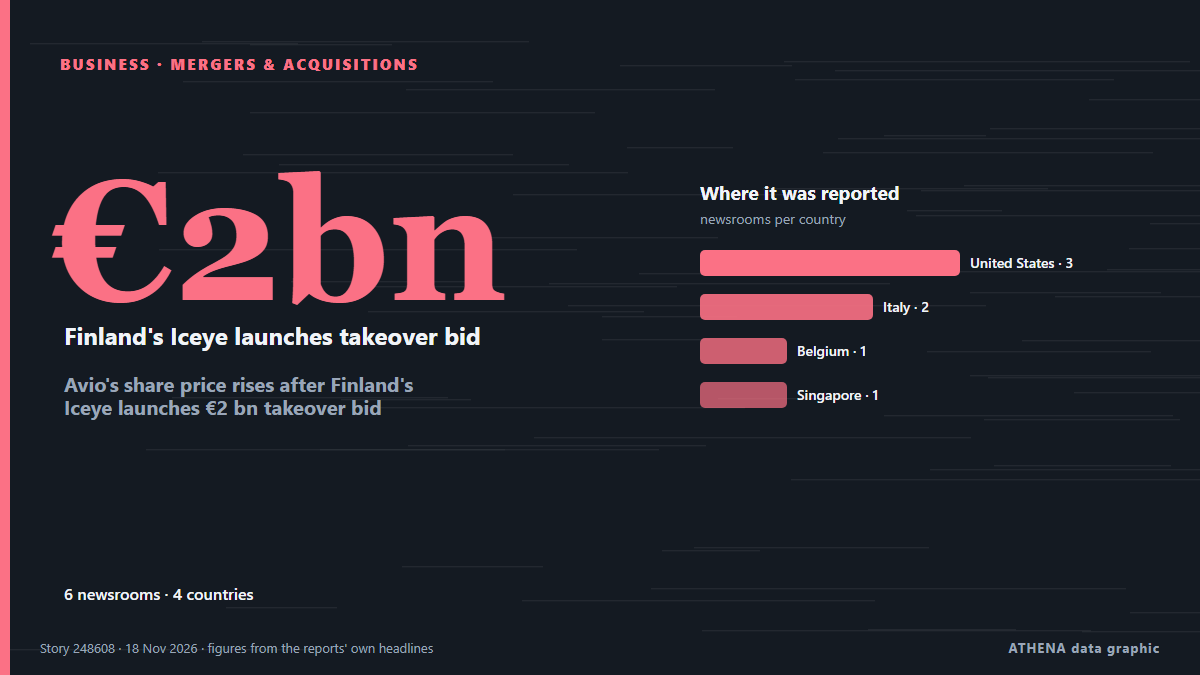 BUSINESS · MERGERS & ACQUISITIONS
€2bn
Finland's Iceye launches takeover bid
Avio's share price rises after Finland's
Iceye launches €2 bn takeover bid
Where it was reported
newsrooms per country
United States · 3
Italy · 2
Belgium · 1
Singapore · 1
6 newsrooms · 4 countries
Story 248608 · 18 Nov 2026 · figures from the reports' own headlines
ATHENA data graphic